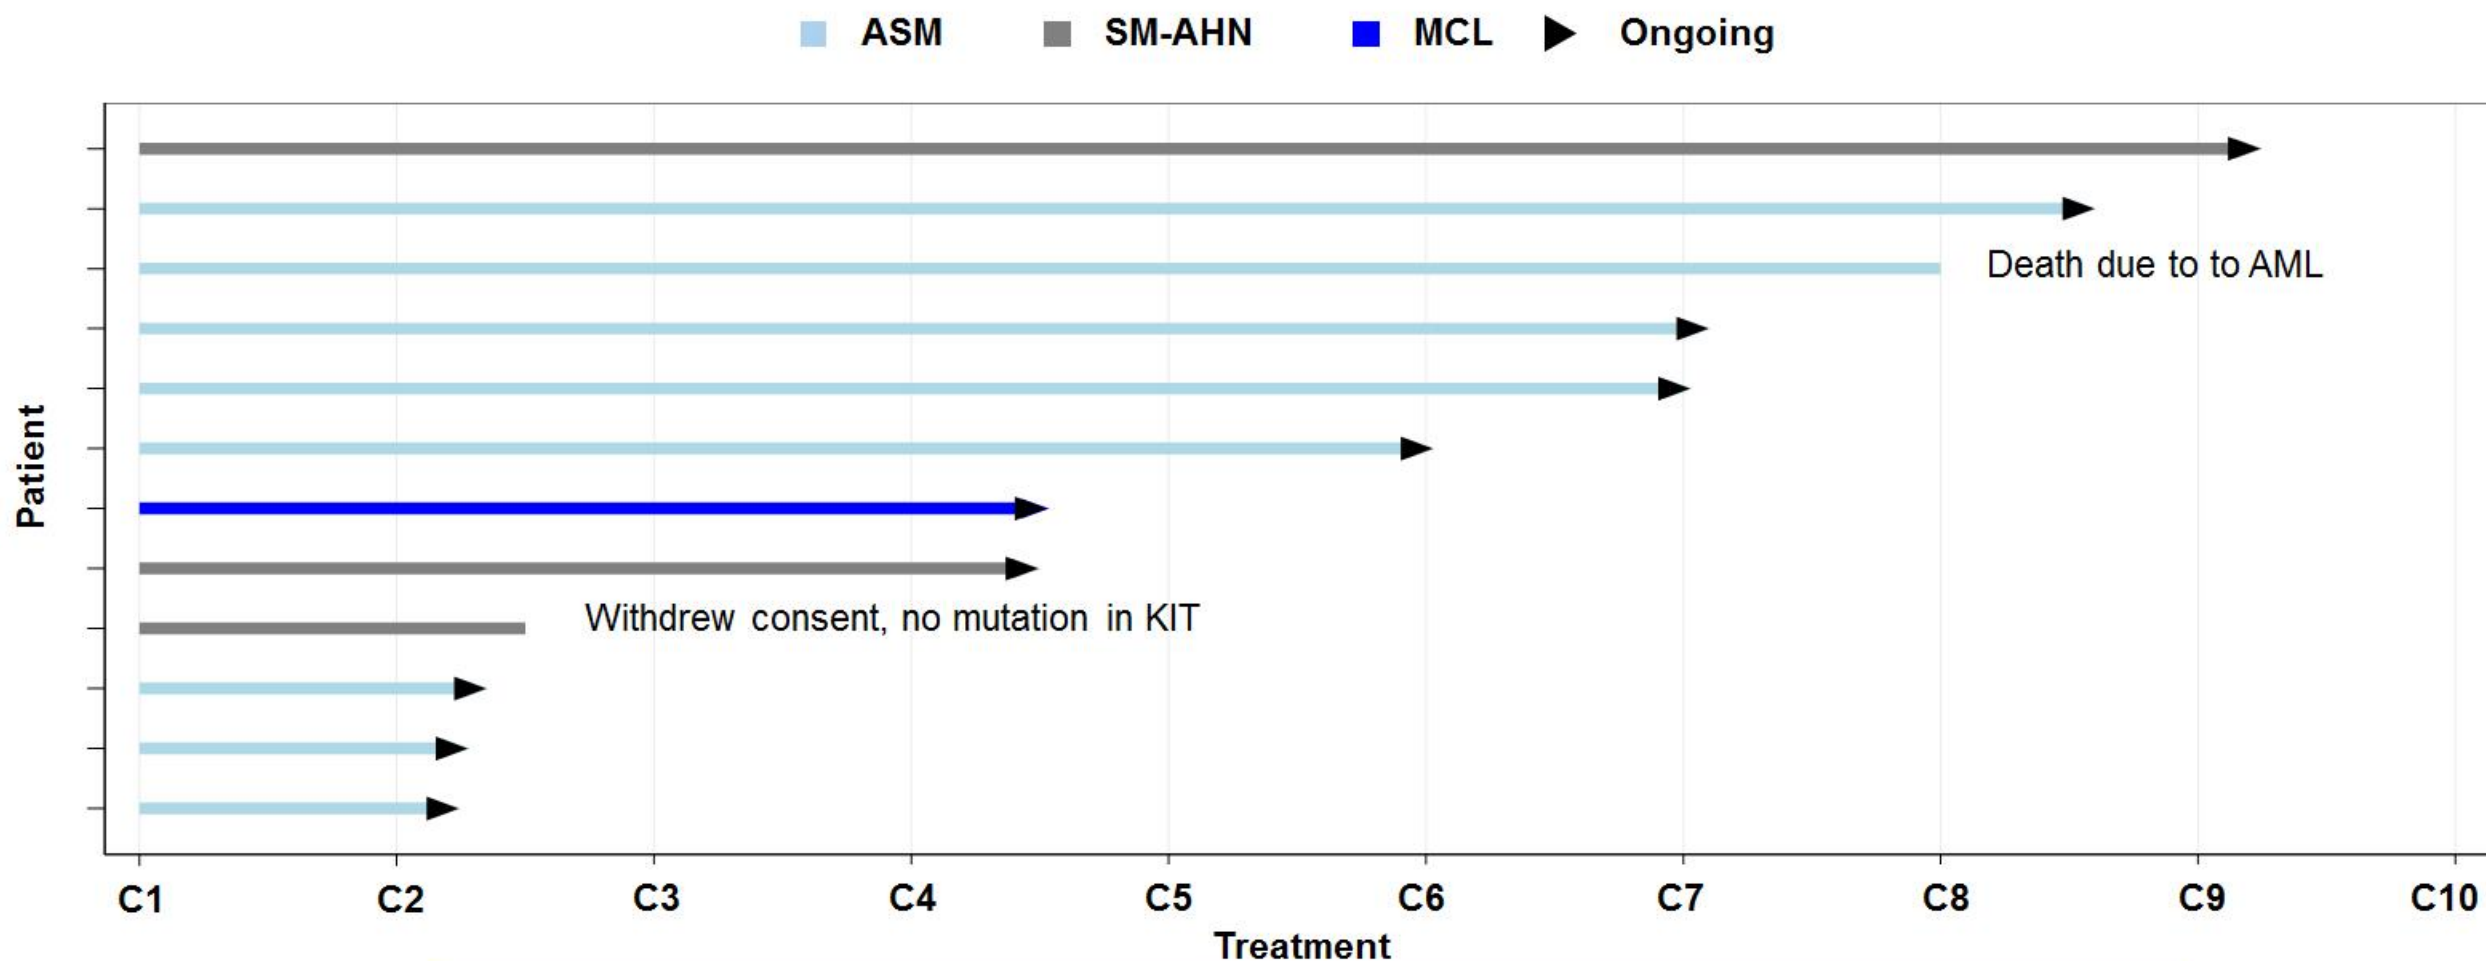 ASM SM-AHN MCL Ongoing
Death due to to AML
Withdrew consent, no mutation in KIT
Patient
C1 C2 C3 C4 C5 C6 C7 C8 C9 C10
Treatment